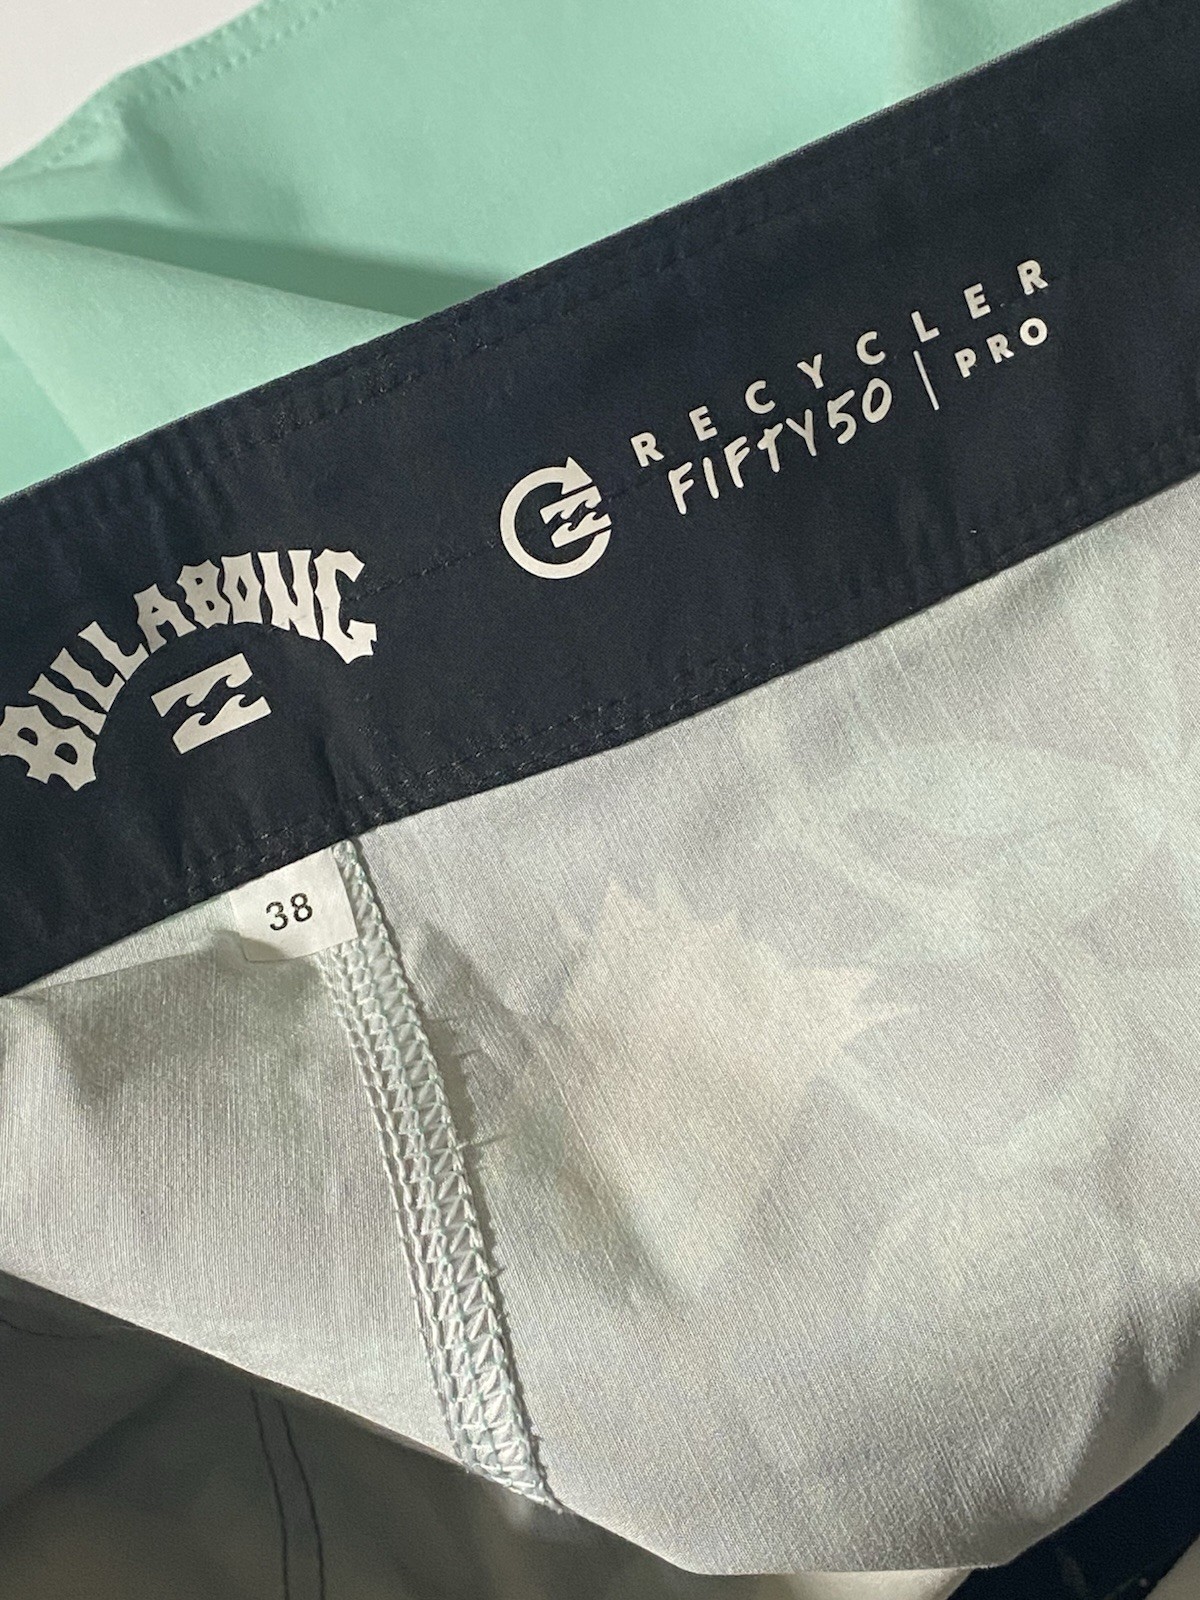 BILLABONG
RECYCLER
FIFTY50 | PRO
38